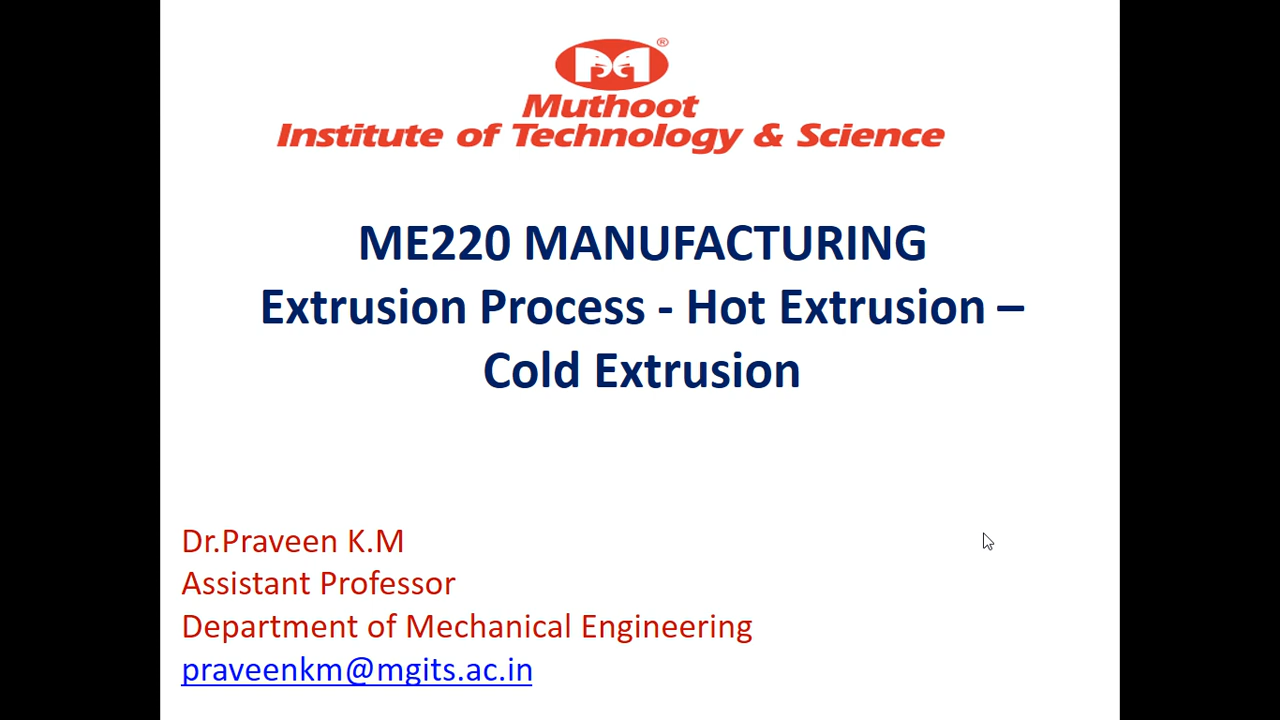 ®
Muthoot
Institute of Technology & Science
ME220 MANUFACTURING
Extrusion Process - Hot Extrusion –
Cold Extrusion
Dr.Praveen K.M
Assistant Professor
Department of Mechanical Engineering
praveenkm@mgits.ac.in